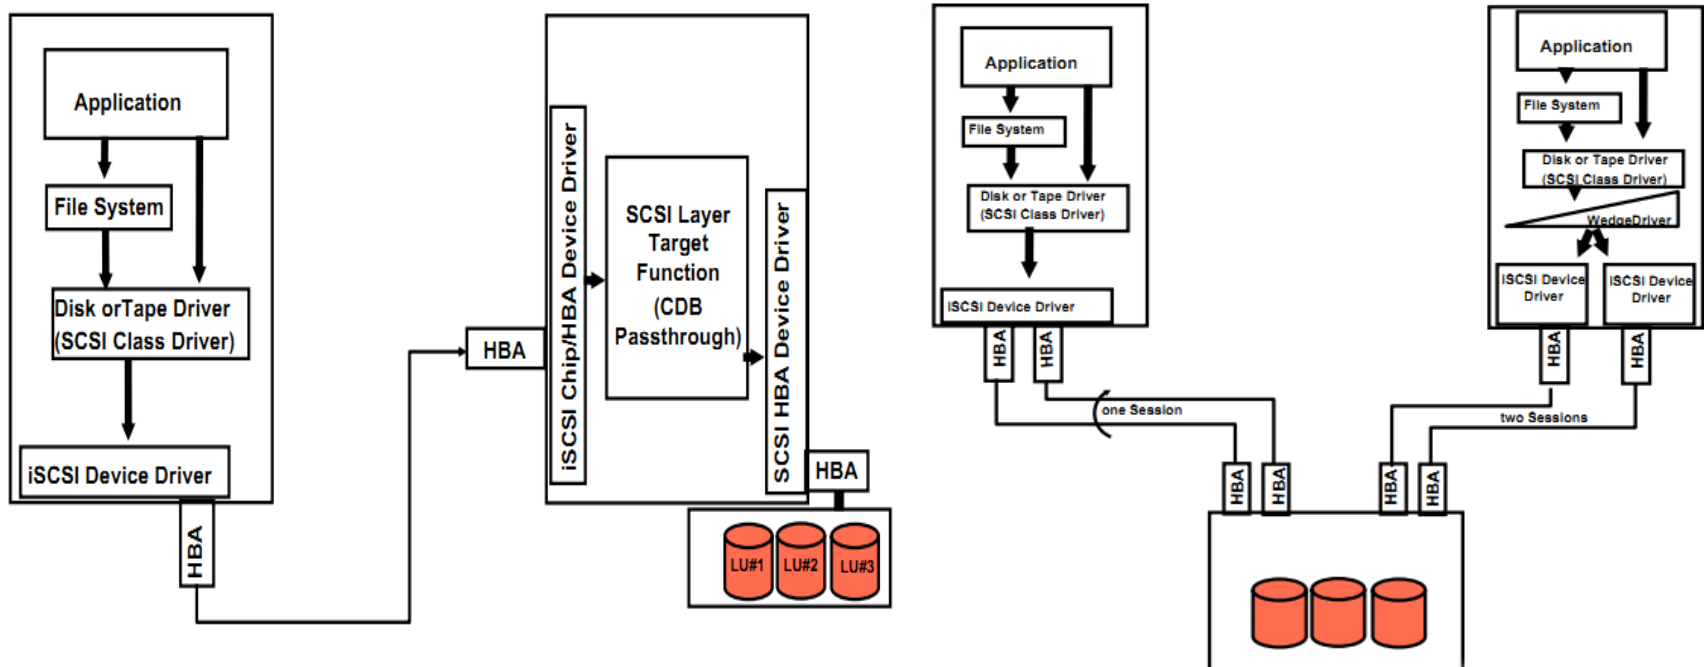 Application
File System
Disk orTape Driver
(SCSI Class Driver)
iSCSI Device Driver
HBA
HBA
iSCSI Chip/HBA Device Driver
SCSI Layer
Target
Function
(CDB
Passthrough)
SCSI HBA Device Driver
HBA
LU#1
LU#2
LU#3
Application
File System
Disk or Tape Driver
(SCSI Class Driver)
iSCSI Device Driver
HBA
HBA
one Session
HBA
HBA
Application
File System
Disk or Tape Driver
(SCSI Class Driver)
WedgeDriver
iSCSI Device
Driver
iSCSI Device
Driver
HBA
HBA
two Sessions
HBA
HBA